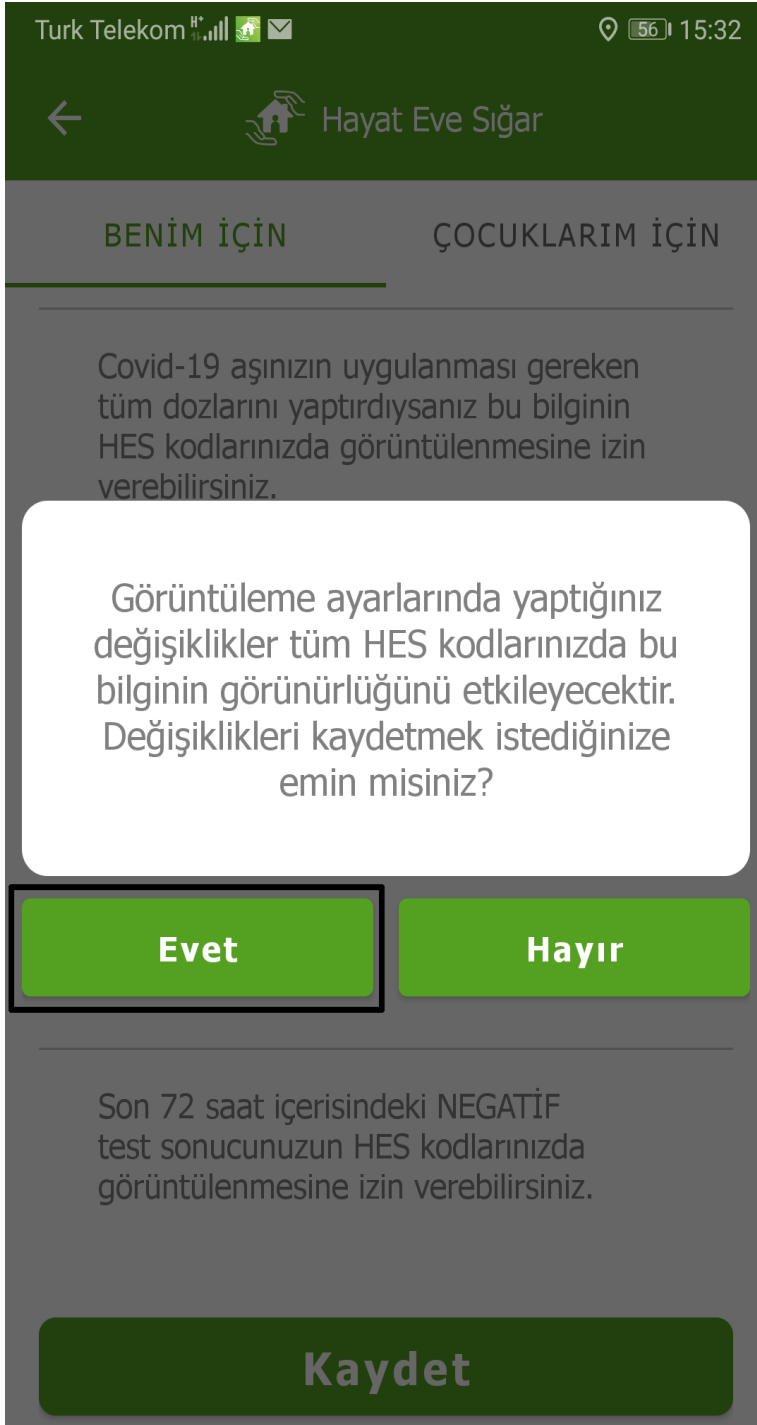 Turk Telekom H+ 56 15:32
Hayat Eve Sığar
BENİM İÇİN ÇOCUKLARIM İÇİN
Covid-19 aşınızın uygulanması gereken
tüm dozlarını yaptırdıysanız bu bilginin
HES kodlarınızda görüntülenmesine izin
verebilirsiniz.
Görüntüleme ayarlarında yaptığınız
değişiklikler tüm HES kodlarınızda bu
bilginin görünürlüğünü etkileyecektir.
Değişiklikleri kaydetmek istediğinize
emin misiniz?
Evet Hayır
Son 72 saat içerisindeki NEGATİF
test sonucunuzun HES kodlarınızda
görüntülenmesine izin verebilirsiniz.
Kaydet